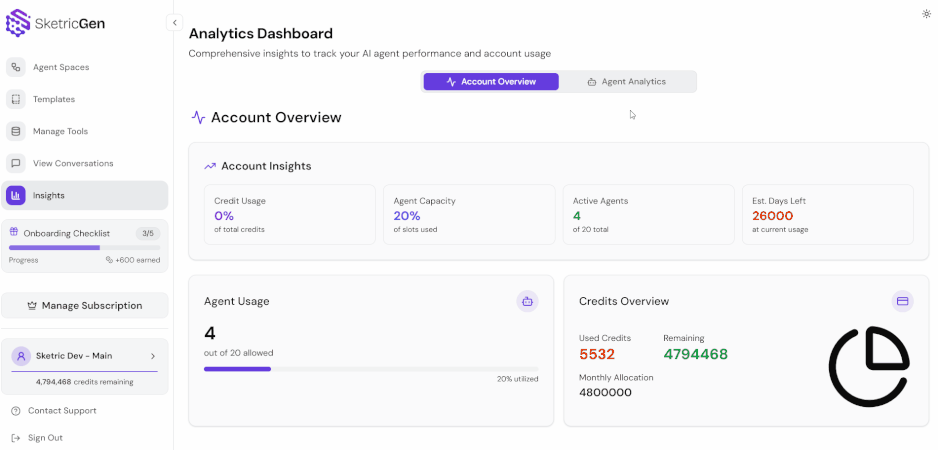 SketricGen
Agent Spaces
Templates
Manage Tools
View Conversations
Insights
Onboarding Checklist 3/5
Progress +600 earned
Manage Subscription
Sketric Dev - Main
4,794,468 credits remaining
Contact Support
Sign Out
Analytics Dashboard
Comprehensive insights to track your AI agent performance and account usage
Account Overview Agent Analytics
Account Overview
Account Insights
Credit Usage
0%
of total credits
Agent Capacity
20%
of slots used
Active Agents
4
of 20 total
Est. Days Left
26000
at current usage
Agent Usage
4
out of 20 allowed
20% utilized
Credits Overview
Used Credits Remaining
5532 4794468
Monthly Allocation
4800000